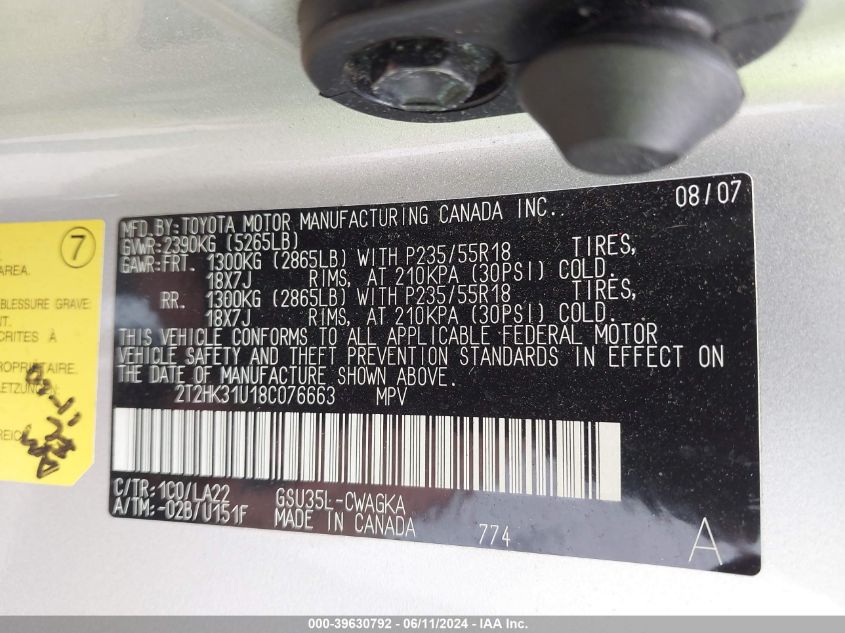 MFD.BY:TOYOTA MOTOR MANUFACTURING CANADA INC.. 08/07
GVWR:2390KG (5265LB)
GAWR:FRT. 1300KG (2865LB) WITH P235/55R18 TIRES,
18X7J RIMS, AT 210KPA (30PSI) COLD.
RR. 1300KG (2865LB) WITH P235/55R18 TIRES,
18X7J RIMS, AT 210KPA (30PSI) COLD.
THIS VEHICLE CONFORMS TO ALL APPLICABLE FEDERAL MOTOR
VEHICLE SAFETY AND THEFT PREVENTION STANDARDS IN EFFECT ON
THE DATE OF MANUFACTURE SHOWN ABOVE.
2T2HK31U18C076663 MPV
C/TR:1C0/LA22 GSU35L-CWAGKA
A/TM:-02B/U151F MADE IN CANADA 774 A
7
AREA.
BLESSURE GRAVE
NT.
CRITES À
PROPRIÉTAIRE.
LETZUNGEN:
REICH
000-39630792 - 06/11/2024 - IAA Inc.